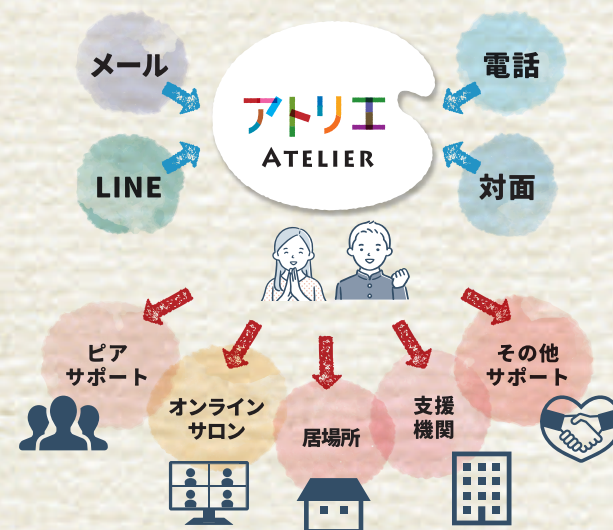 メール
アトリエ
ATELIER
電話
LINE
対面
ピア
サポート
オンライン
サロン
居場所
支援
機関
その他
サポート